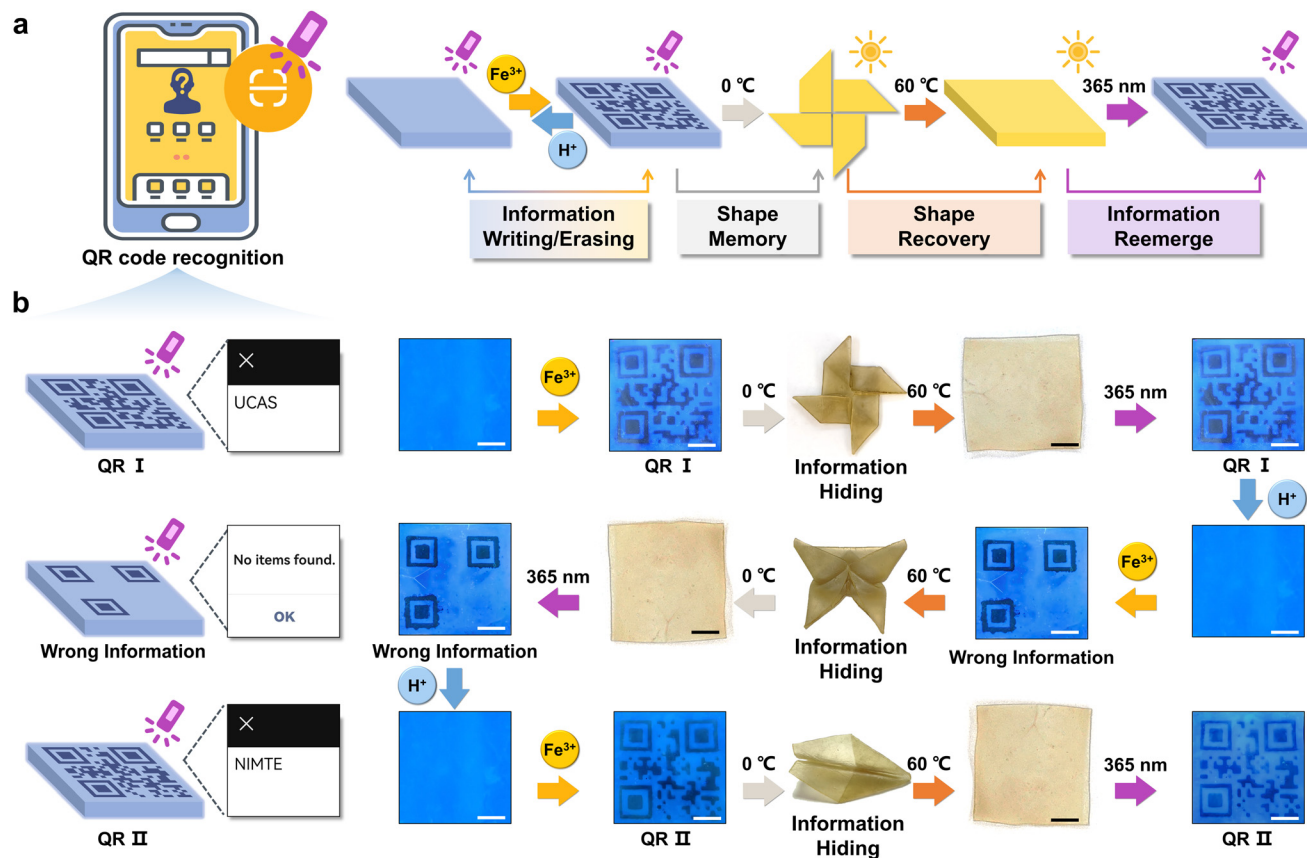 a
Fe³⁺
H⁺
0 ℃
60 ℃
365 nm
Information
Writing/Erasing
Shape
Memory
Shape
Recovery
Information
Reemerge
QR code recognition
b
UCAS
QR Ⅰ
Fe³⁺
QR Ⅰ
0 ℃
Information
Hiding
60 ℃
365 nm
QR Ⅰ
H⁺
No items found.
OK
Wrong Information
Wrong Information
365 nm
0 ℃
Information
Hiding
60 ℃
Wrong Information
Fe³⁺
H⁺
NIMTE
QR Ⅱ
Fe³⁺
QR Ⅱ
0 ℃
Information
Hiding
60 ℃
365 nm
QR Ⅱ